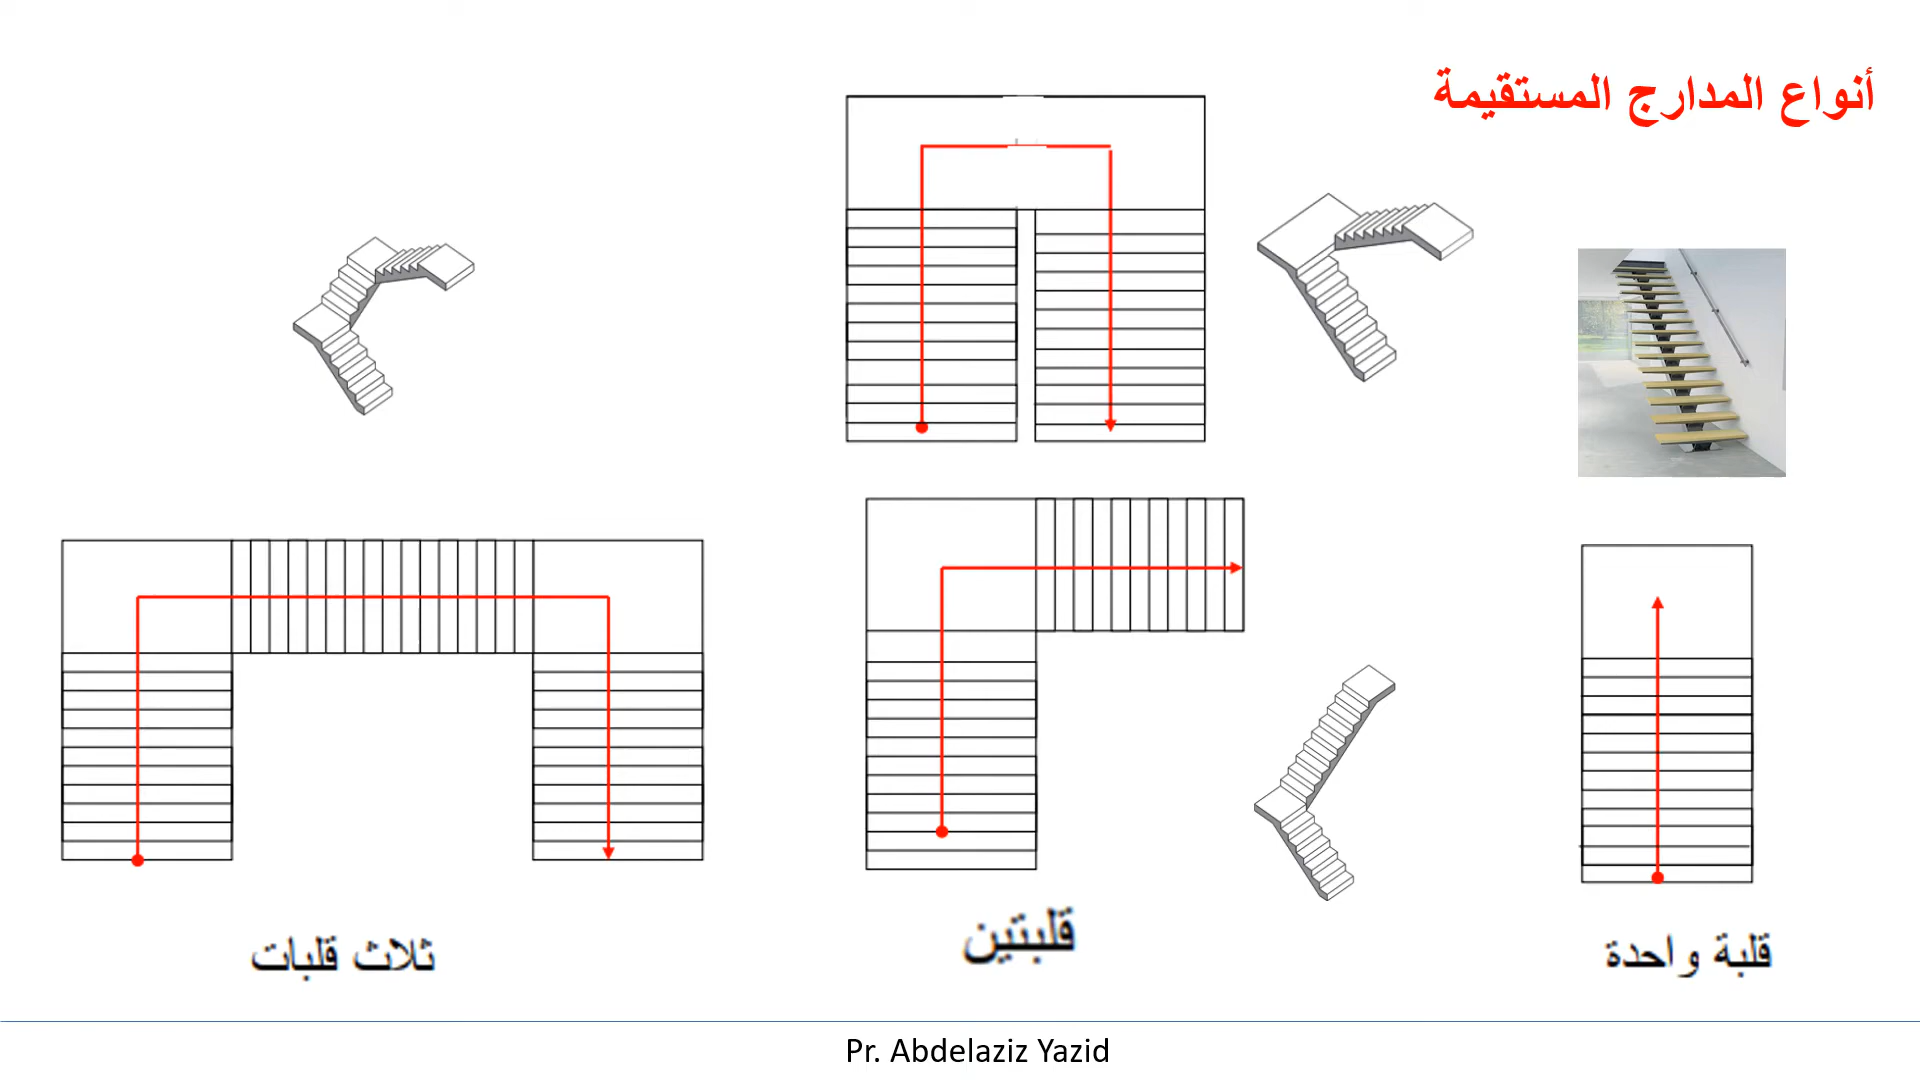 أنواع المدارج المستقيمة
قلبة واحدة
قلبتين
ثلاث قلبات
Pr. Abdelaziz Yazid